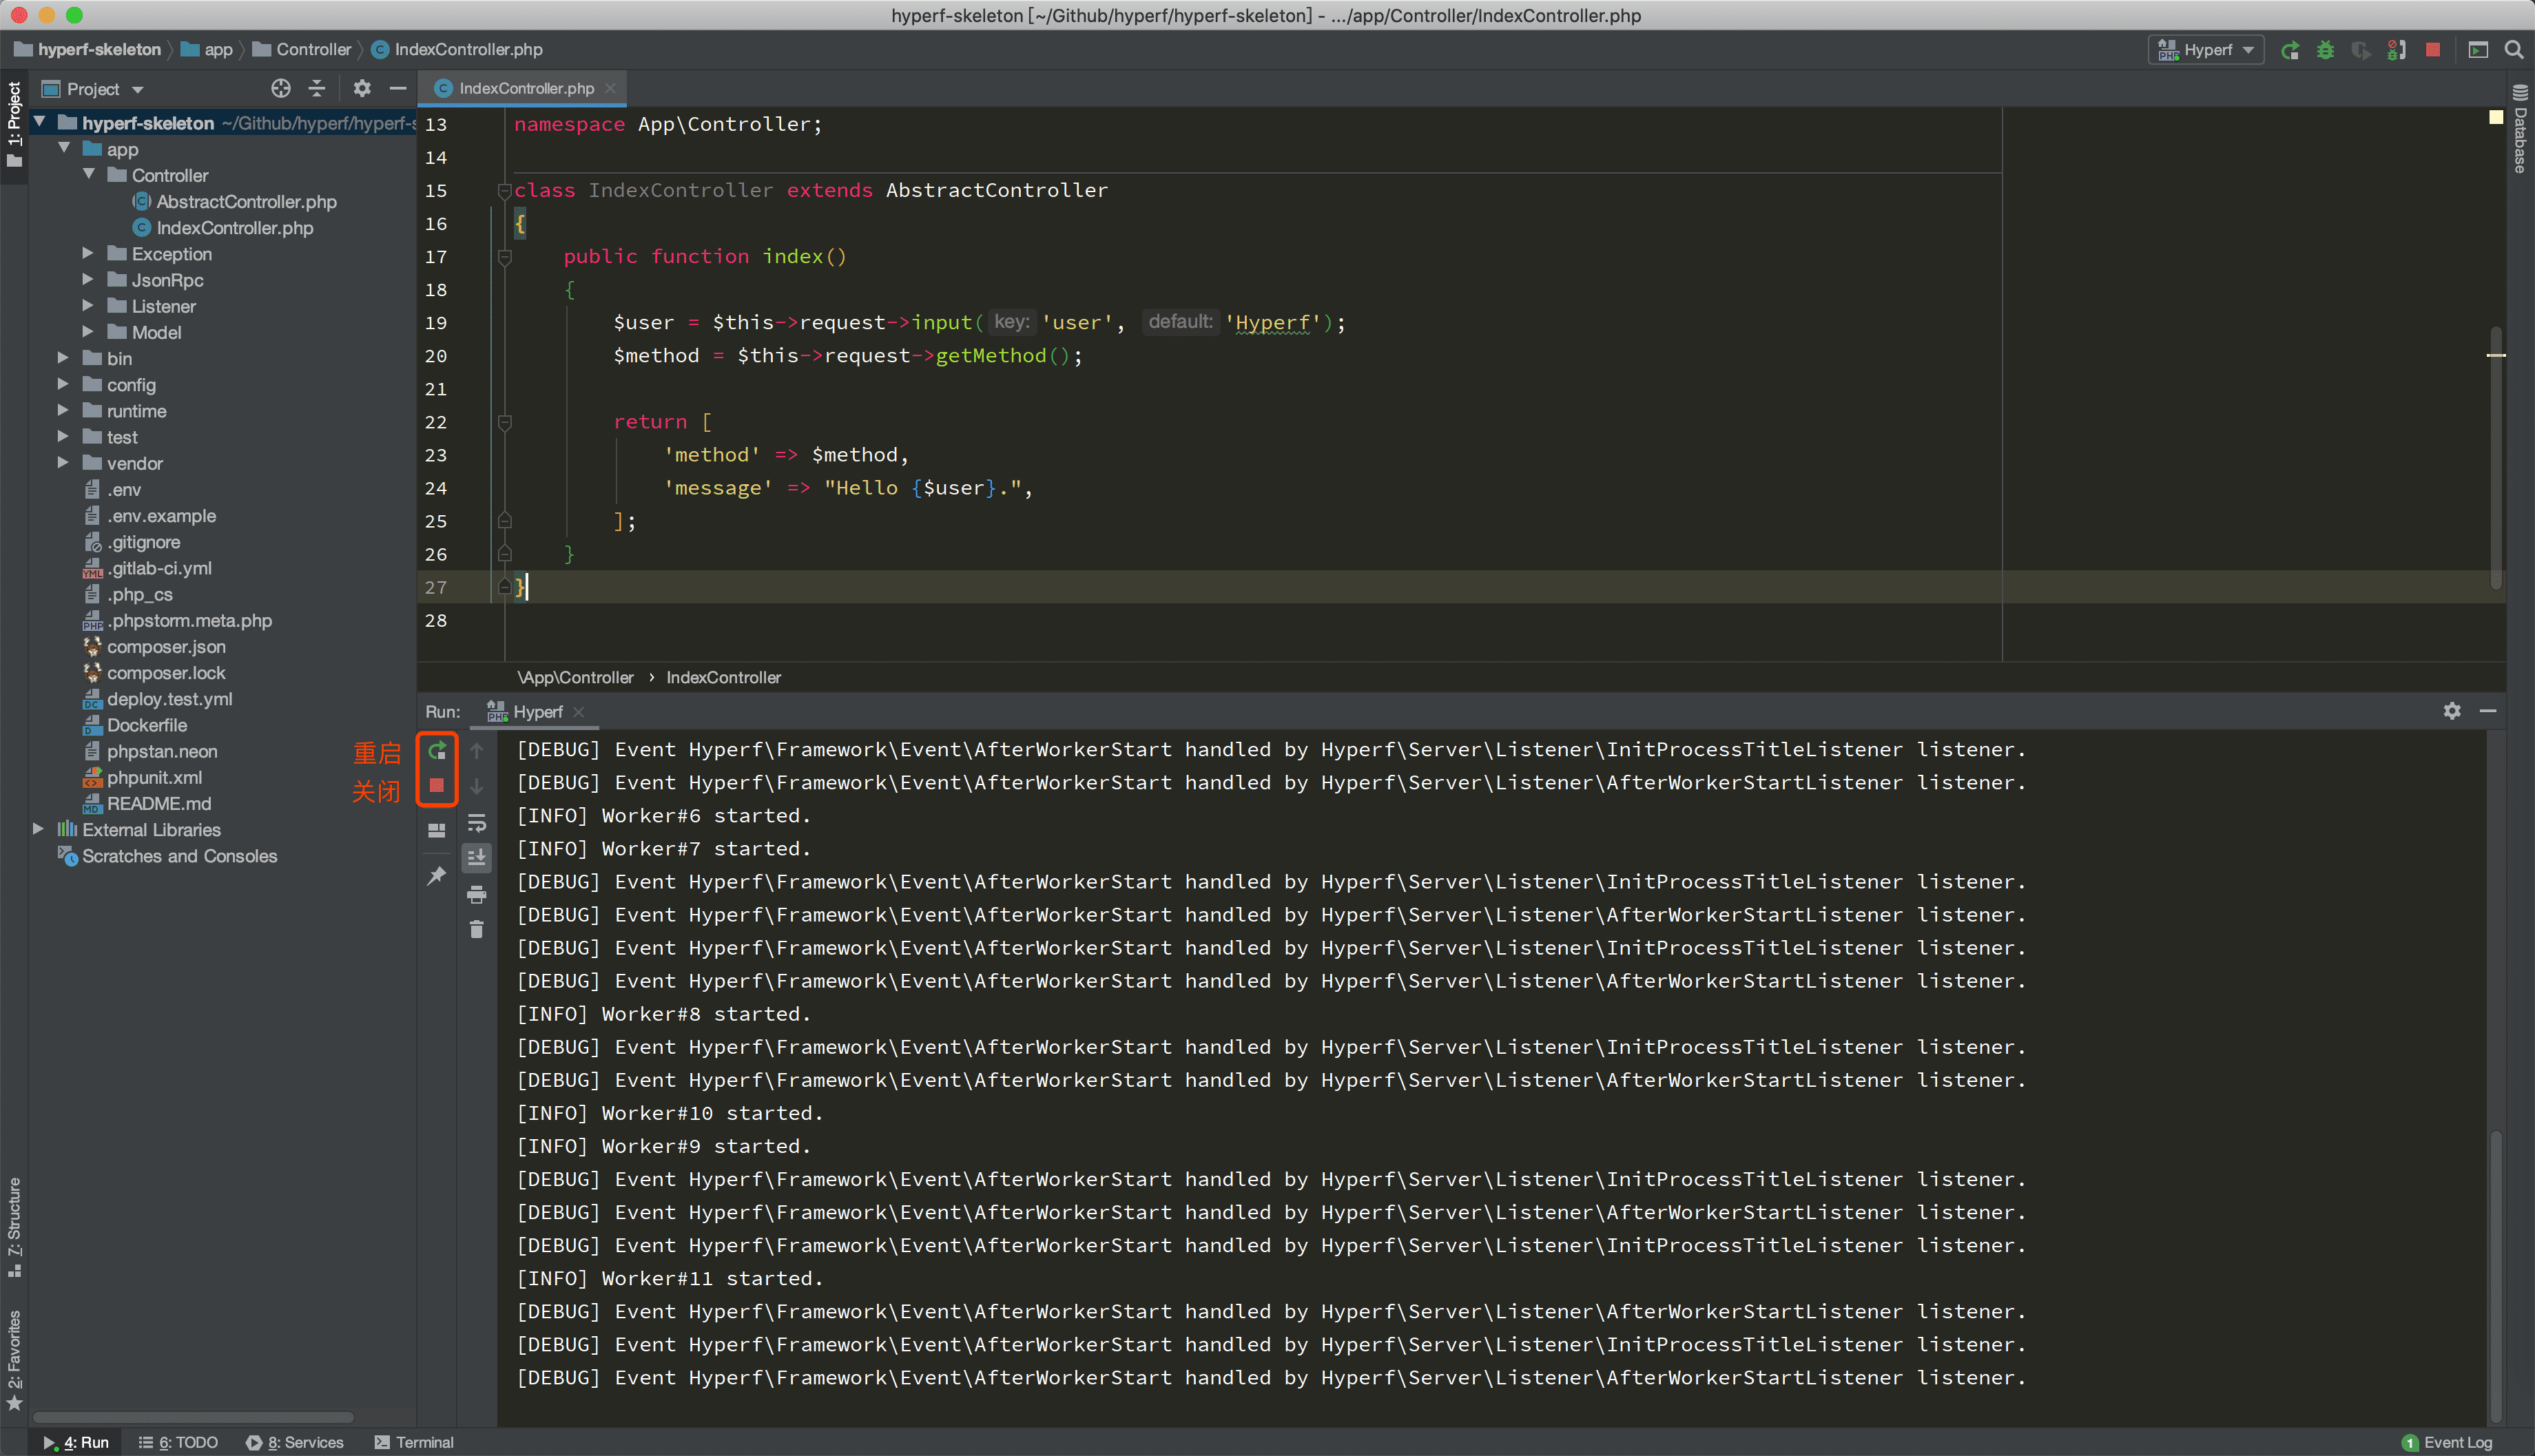 hyperf-skeleton [~/Github/hyperf/hyperf-skeleton] - .../app/Controller/IndexController.php
hyperf-skeleton app Controller IndexController.php
Hyperf
1: Project
Project
IndexController.php
Database
hyperf-skeleton ~/Github/hyperf/hyperf-s
app
Controller
AbstractController.php
IndexController.php
Exception
JsonRpc
Listener
Model
bin
config
runtime
test
vendor
.env
.env.example
.gitignore
.gitlab-ci.yml
.php_cs
.phpstorm.meta.php
composer.json
composer.lock
deploy.test.yml
Dockerfile
phpstan.neon
phpunit.xml
README.md
External Libraries
Scratches and Consoles
13 namespace App\Controller;
14
15 class IndexController extends AbstractController
16 {
17 public function index()
18 {
19 $user = $this->request->input( key: 'user', default: 'Hyperf');
20 $method = $this->request->getMethod();
21
22 return [
23 'method' => $method,
24 'message' => "Hello {$user}.",
25 ];
26 }
27 }
28
\App\Controller › IndexController
Run: Hyperf
重启
关闭
[DEBUG] Event Hyperf\Framework\Event\AfterWorkerStart handled by Hyperf\Server\Listener\InitProcessTitleListener listener.
[DEBUG] Event Hyperf\Framework\Event\AfterWorkerStart handled by Hyperf\Server\Listener\AfterWorkerStartListener listener.
[INFO] Worker#6 started.
[INFO] Worker#7 started.
[DEBUG] Event Hyperf\Framework\Event\AfterWorkerStart handled by Hyperf\Server\Listener\InitProcessTitleListener listener.
[DEBUG] Event Hyperf\Framework\Event\AfterWorkerStart handled by Hyperf\Server\Listener\AfterWorkerStartListener listener.
[DEBUG] Event Hyperf\Framework\Event\AfterWorkerStart handled by Hyperf\Server\Listener\InitProcessTitleListener listener.
[DEBUG] Event Hyperf\Framework\Event\AfterWorkerStart handled by Hyperf\Server\Listener\AfterWorkerStartListener listener.
[INFO] Worker#8 started.
[DEBUG] Event Hyperf\Framework\Event\AfterWorkerStart handled by Hyperf\Server\Listener\InitProcessTitleListener listener.
[DEBUG] Event Hyperf\Framework\Event\AfterWorkerStart handled by Hyperf\Server\Listener\AfterWorkerStartListener listener.
[INFO] Worker#10 started.
[INFO] Worker#9 started.
[DEBUG] Event Hyperf\Framework\Event\AfterWorkerStart handled by Hyperf\Server\Listener\InitProcessTitleListener listener.
[DEBUG] Event Hyperf\Framework\Event\AfterWorkerStart handled by Hyperf\Server\Listener\AfterWorkerStartListener listener.
[DEBUG] Event Hyperf\Framework\Event\AfterWorkerStart handled by Hyperf\Server\Listener\InitProcessTitleListener listener.
[INFO] Worker#11 started.
[DEBUG] Event Hyperf\Framework\Event\AfterWorkerStart handled by Hyperf\Server\Listener\AfterWorkerStartListener listener.
[DEBUG] Event Hyperf\Framework\Event\AfterWorkerStart handled by Hyperf\Server\Listener\InitProcessTitleListener listener.
[DEBUG] Event Hyperf\Framework\Event\AfterWorkerStart handled by Hyperf\Server\Listener\AfterWorkerStartListener listener.
7: Structure
2: Favorites
4: Run 6: TODO 8: Services Terminal
1 Event Log